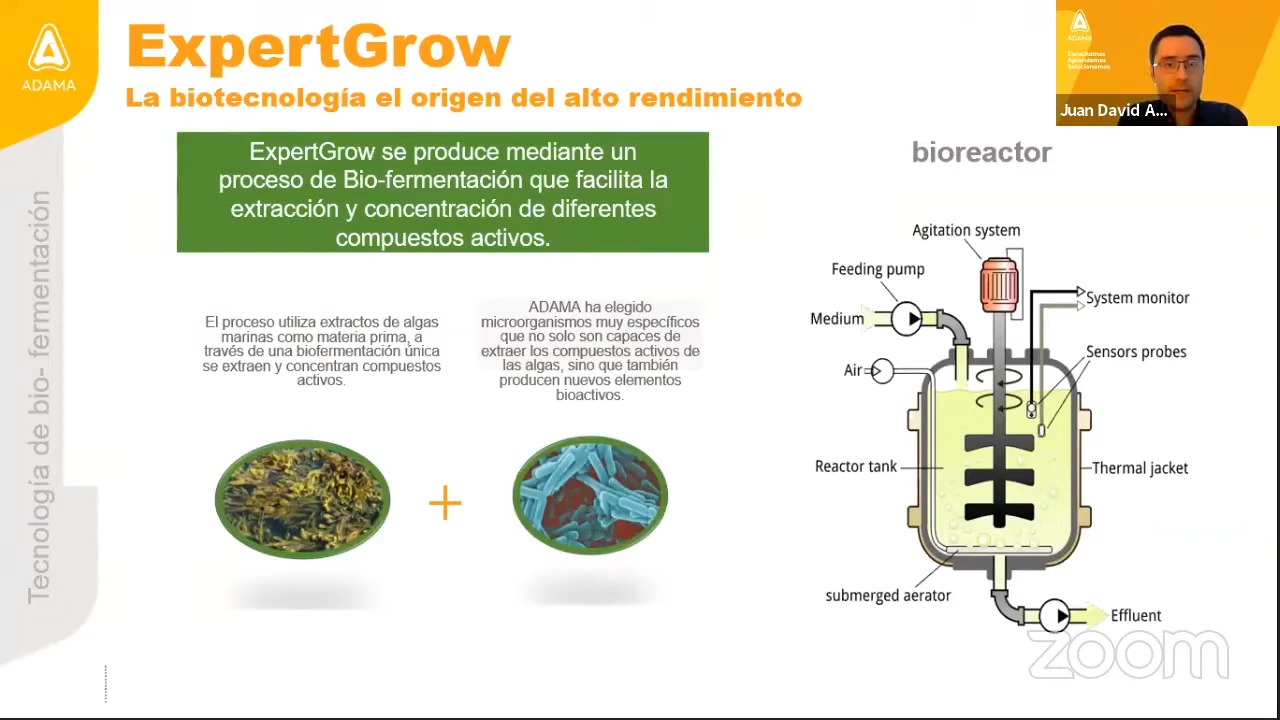 ADAMA
ExpertGrow
La biotecnología el origen del alto rendimiento
ADAMA
Escuchamos
Aprendemos
Solucionamos
Juan David A...
Tecnología de bio- fermentación
ExpertGrow se produce mediante un
proceso de Bio-fermentación que facilita la
extracción y concentración de diferentes
compuestos activos.
El proceso utiliza extractos de algas
marinas como materia prima, a
través de una biofermentación única
se extraen y concentran compuestos
activos.
ADAMA ha elegido
microorganismos muy específicos
que no solo son capaces de
extraer los compuestos activos de
las algas, sino que también
producen nuevos elementos
bioactivos.
+
bioreactor
Agitation system
Feeding pump
System monitor
Medium
Sensors probes
Air
Reactor tank
Thermal jacket
submerged aerator
Effluent
zoom